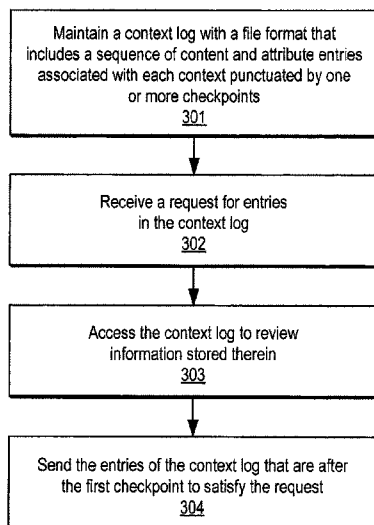 Maintain a context log with a file format that
includes a sequence of content and attribute entries
associated with each context punctuated by one
or more checkpoints
301
Receive a request for entries
in the context log
302
Access the context log to review
information stored therein
303
Send the entries of the context log that are after
the first checkpoint to satisfy the request
304